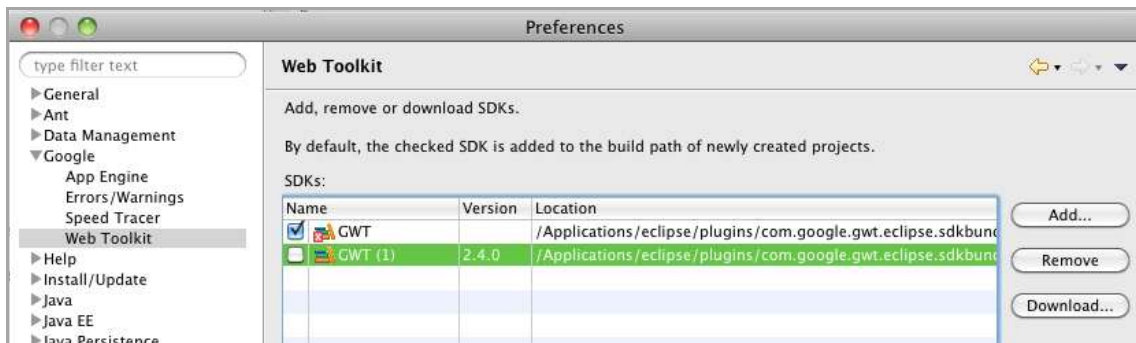 Preferences
type filter text
General
Ant
Data Management
Google
App Engine
Errors/Warnings
Speed Tracer
Web Toolkit
Help
Install/Update
Java
Java EE
Java Persistence
Web Toolkit
Add, remove or download SDKs.
By default, the checked SDK is added to the build path of newly created projects.
SDKs:
Name Version Location
GWT /Applications/eclipse/plugins/com.google.gwt.eclipse.sdkbund
GWT (1) 2.4.0 /Applications/eclipse/plugins/com.google.gwt.eclipse.sdkbund
Add...
Remove
Download...